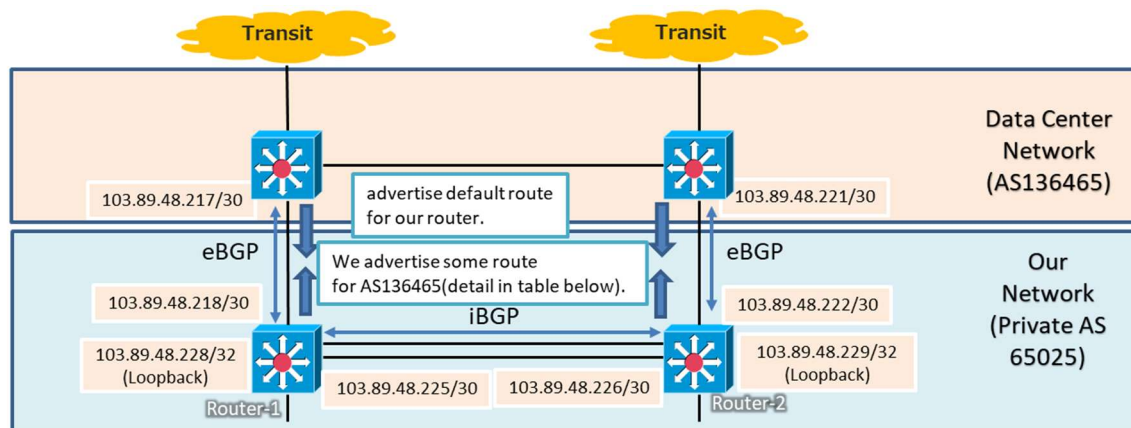 Transit
Transit
Data Center
Network
(AS136465)
103.89.48.217/30
advertise default route
for our router.
103.89.48.221/30
eBGP
We advertise some route
for AS136465(detail in table below).
eBGP
Our
Network
(Private AS
65025)
103.89.48.218/30
103.89.48.222/30
iBGP
103.89.48.228/32
(Loopback)
103.89.48.225/30
103.89.48.226/30
103.89.48.229/32
(Loopback)
Router-1
Router-2